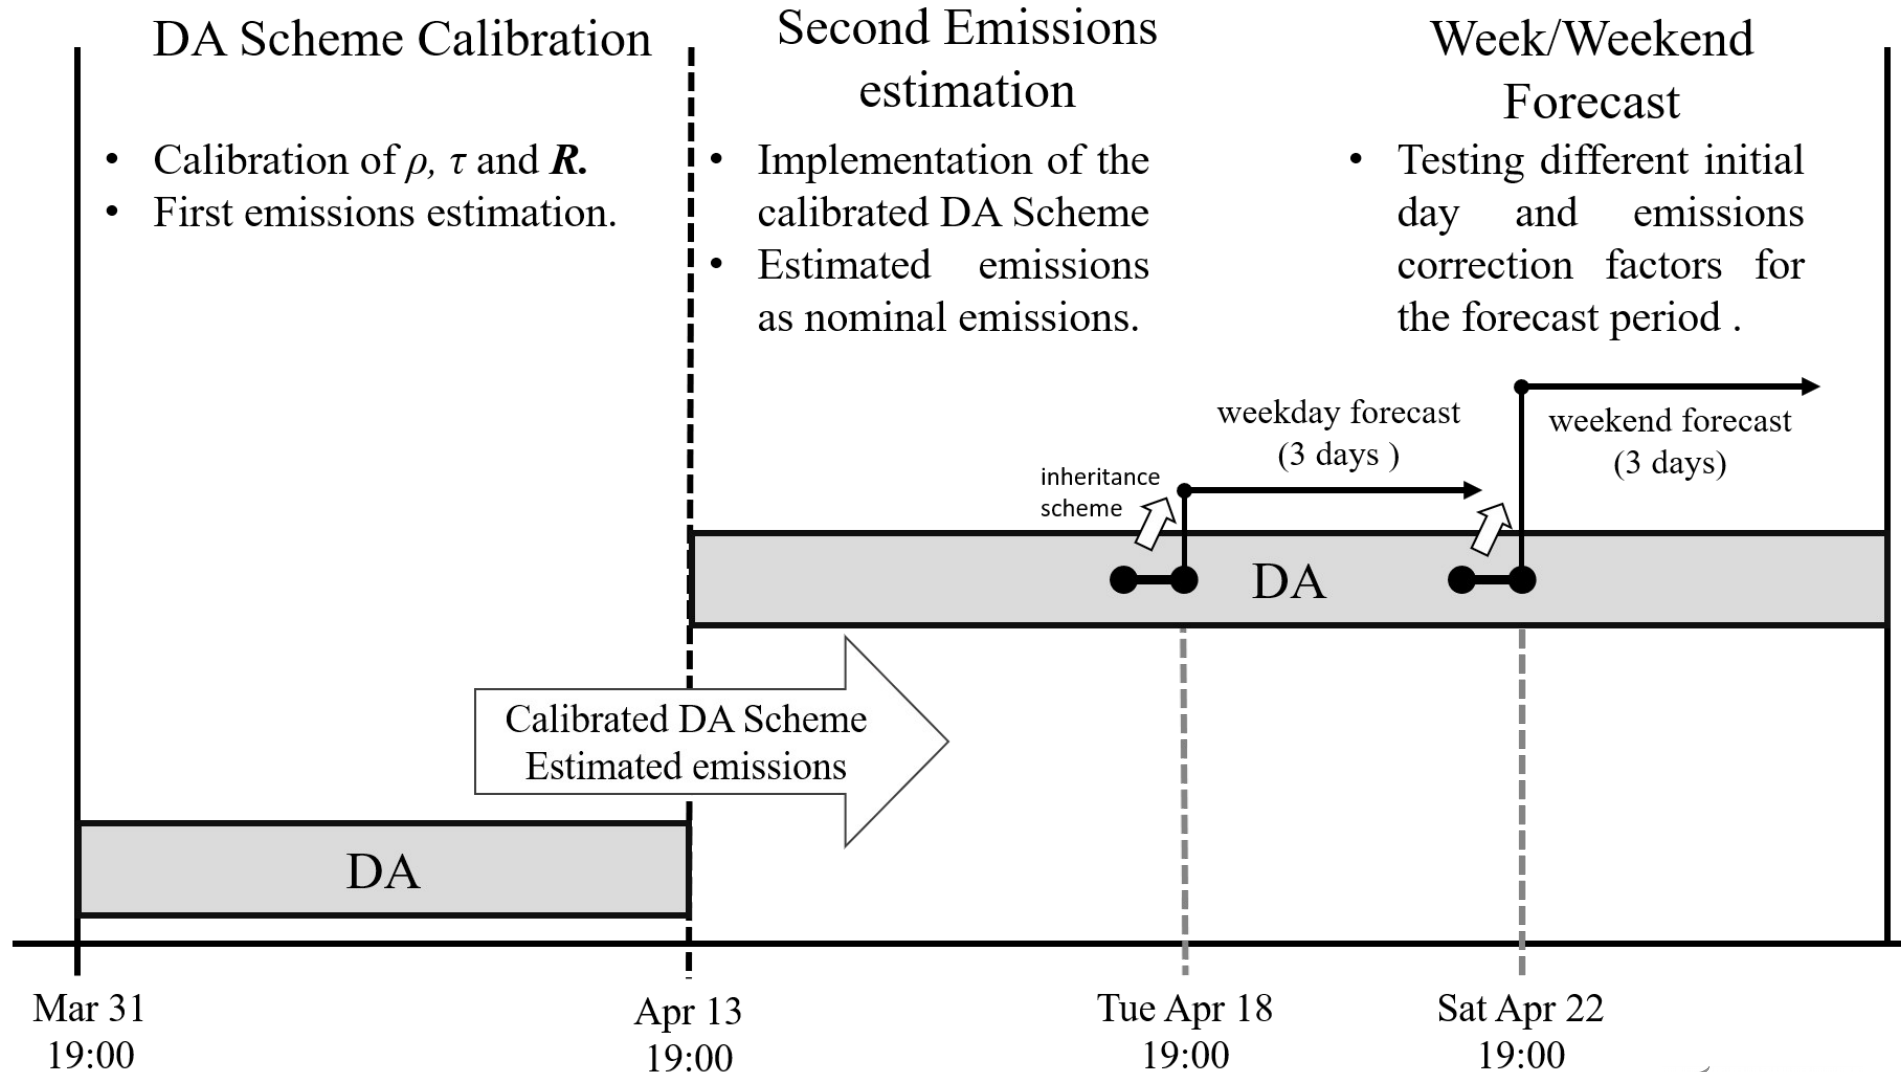 DA Scheme Calibration
• Calibration of ρ, τ and R.
• First emissions estimation.
Second Emissions
estimation
• Implementation of the
calibrated DA Scheme
• Estimated emissions
as nominal emissions.
Week/Weekend
Forecast
• Testing different initial
day and emissions
correction factors for
the forecast period .
weekday forecast
(3 days )
weekend forecast
(3 days)
inheritance
scheme
DA
Calibrated DA Scheme
Estimated emissions
DA
Mar 31
19:00
Apr 13
19:00
Tue Apr 18
19:00
Sat Apr 22
19:00